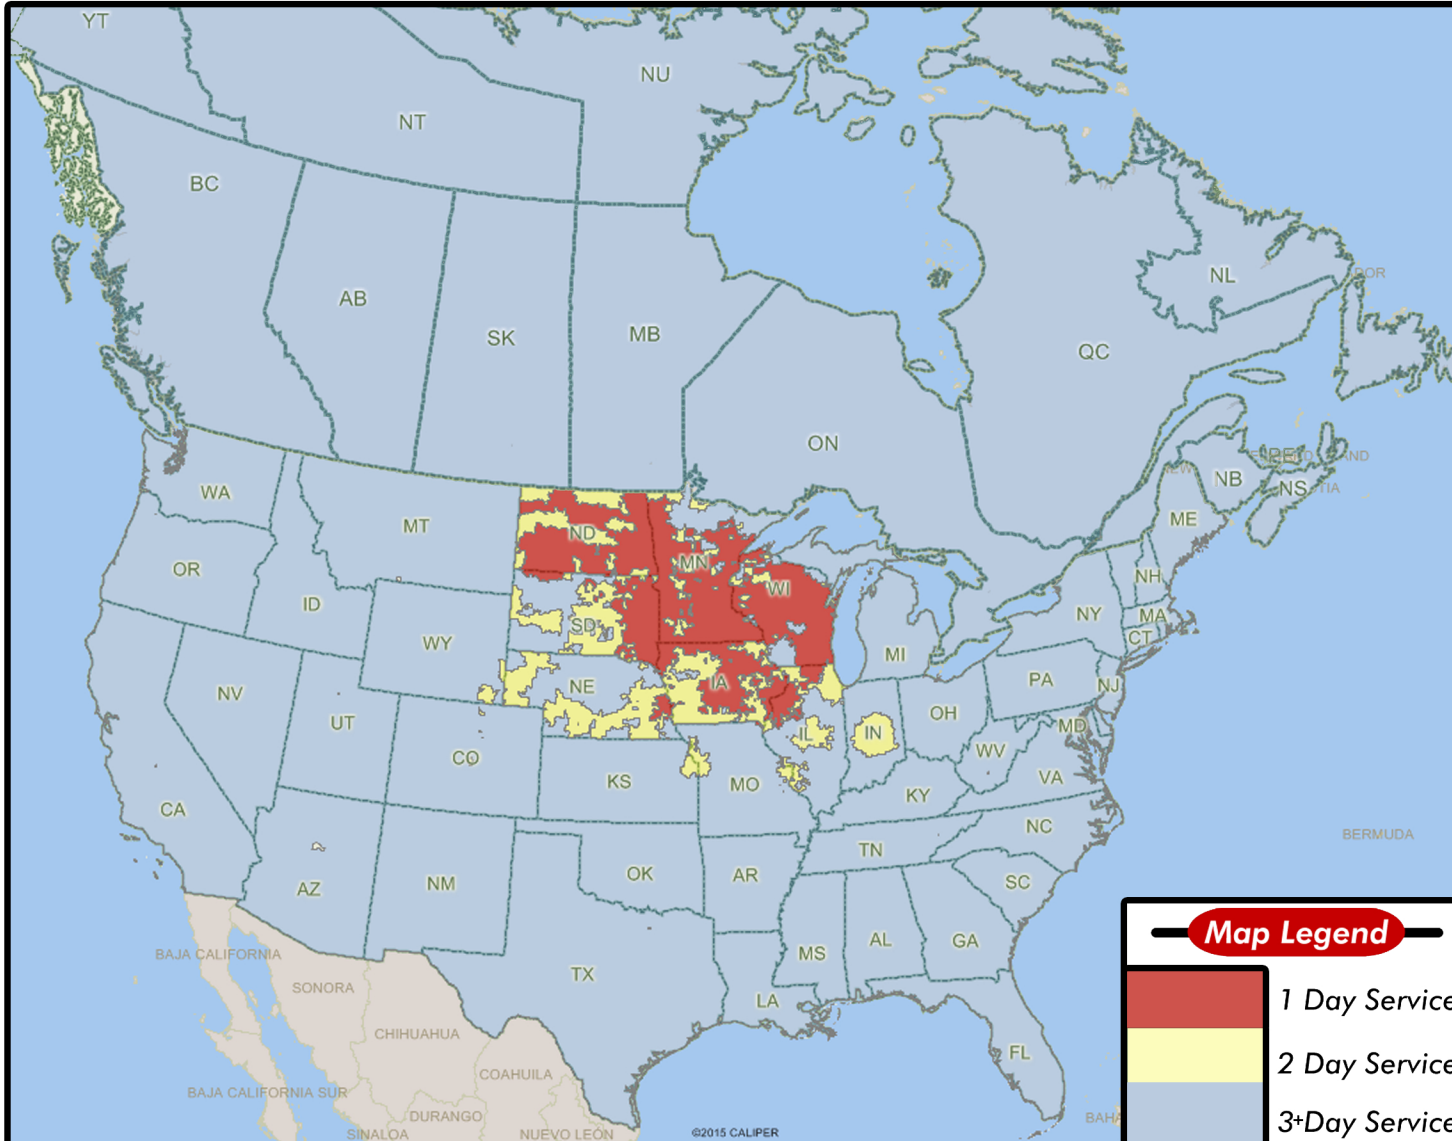 YT
NU
NT
BC
NL
AB
SK
MB
QC
ON
WA
NB
NS
MT
ND
ME
MN
OR
WI
NH
ID
NY
MA
SD
CT
WY
MI
NE
IA
PA
NJ
NV
UT
OH
MD
IL
IN
CO
WV
KS
MO
VA
KY
CA
NC
BERMUDA
TN
OK
AR
AZ
NM
SC
GA
AL
MS
BAJA CALIFORNIA
TX
SONORA
LA
CHIHUAHUA
FL
COAHUILA
BAJA CALIFORNIA SUR
DURANGO
BAHA
SINALOA
NUEVO LEÓN
©2015 CALIPER
Map Legend
1 Day Service
2 Day Service
3+Day Service